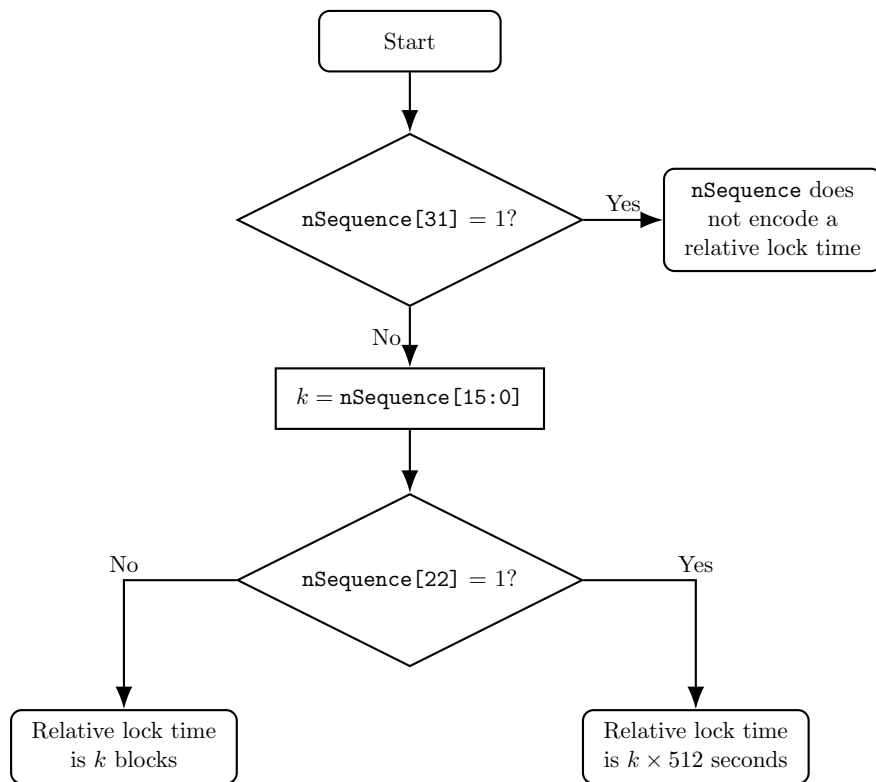 Start
nSequence[31] = 1?
Yes
nSequence does
not encode a
relative lock time
No
k = nSequence[15:0]
nSequence[22] = 1?
No
Yes
Relative lock time
is k blocks
Relative lock time
is k × 512 seconds